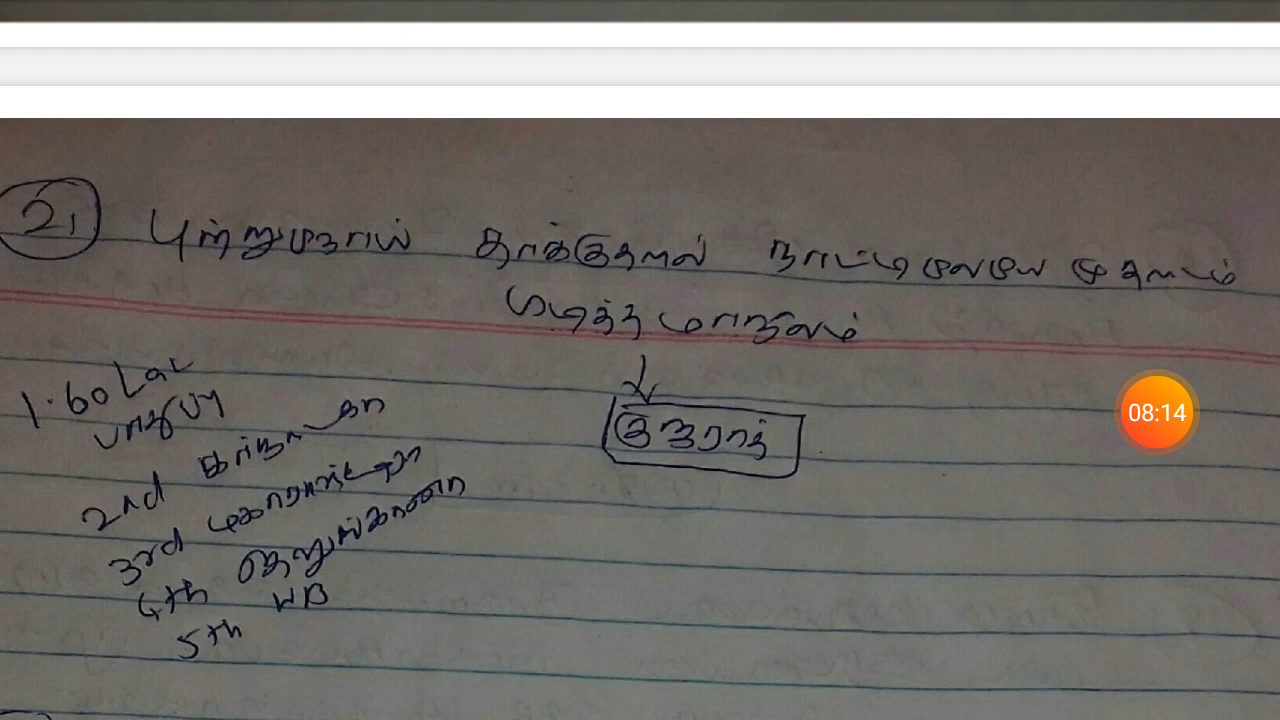 21 புற்றுநோய் தாக்குதலில் நாட்டிலேயே முதலிடம்
பிடித்த மாநிலம்
குஜராத்
1.60 Lac
பாதிப்பு
2nd கர்நாடகா
3rd மகாராஷ்ட்ரா
4th தெலுங்கானா
5th WB
08:14